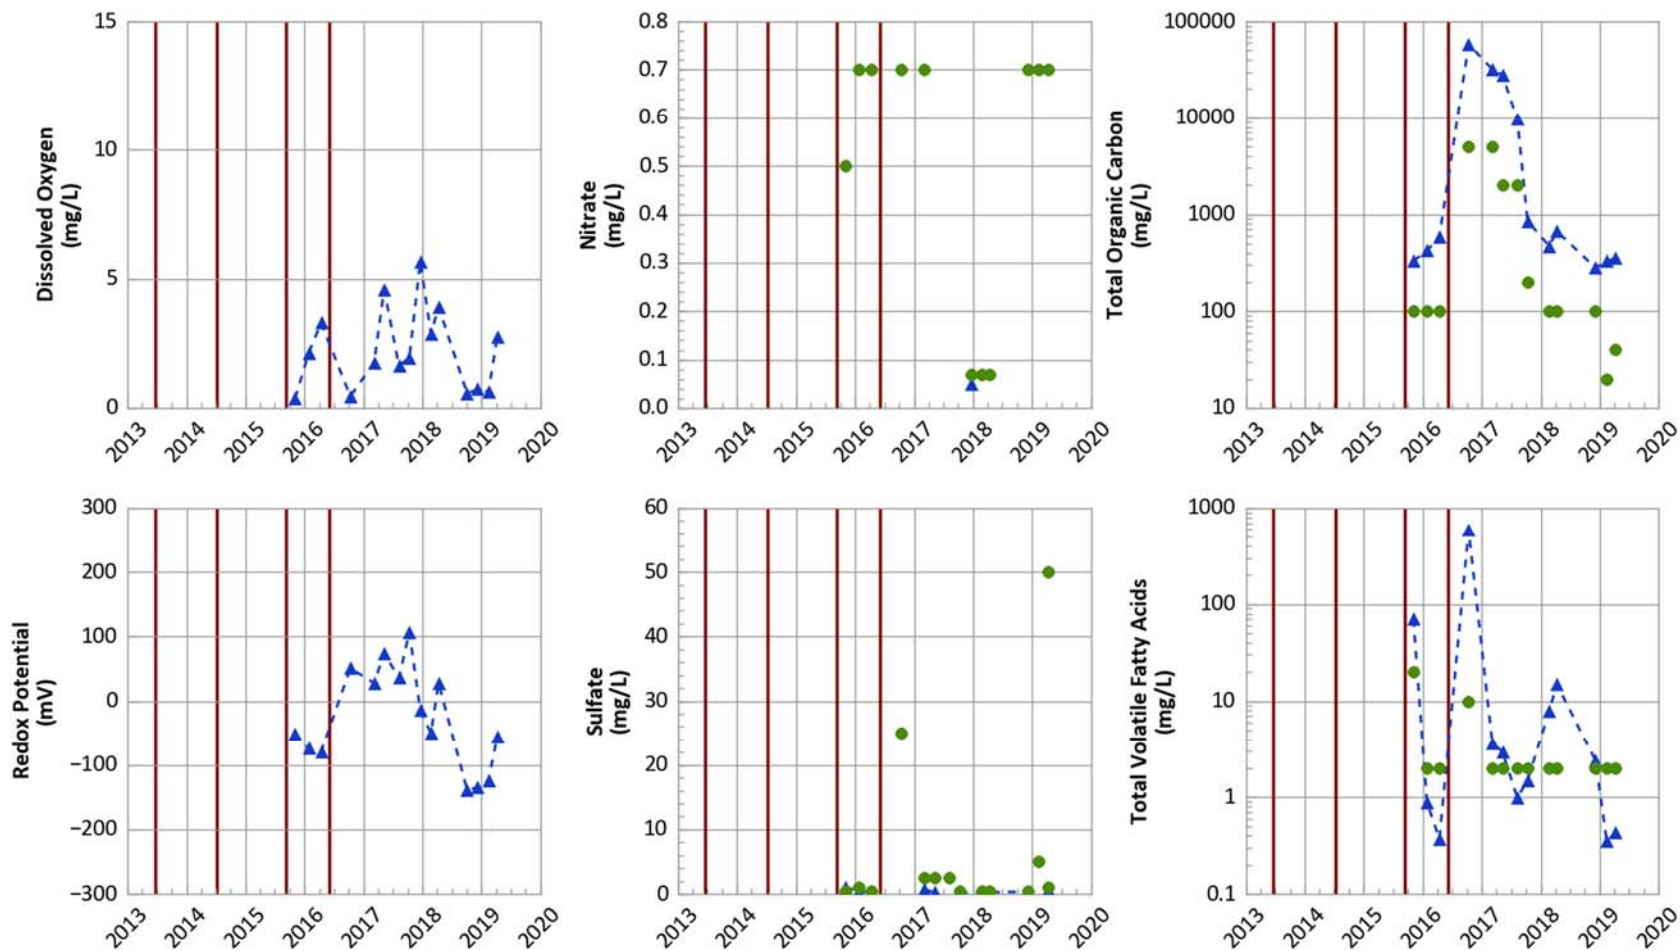 Dissolved Oxygen
(mg/L)
15
10
5
0
2013 2014 2015 2016 2017 2018 2019 2020
Nitrate
(mg/L)
0.8
0.7
0.6
0.5
0.4
0.3
0.2
0.1
0.0
2013 2014 2015 2016 2017 2018 2019 2020
Total Organic Carbon
(mg/L)
100000
10000
1000
100
10
2013 2014 2015 2016 2017 2018 2019 2020
Redox Potential
(mV)
300
200
100
0
−100
−200
−300
2013 2014 2015 2016 2017 2018 2019 2020
Sulfate
(mg/L)
60
50
40
30
20
10
0
2013 2014 2015 2016 2017 2018 2019 2020
Total Volatile Fatty Acids
(mg/L)
1000
100
10
1
0.1
2013 2014 2015 2016 2017 2018 2019 2020